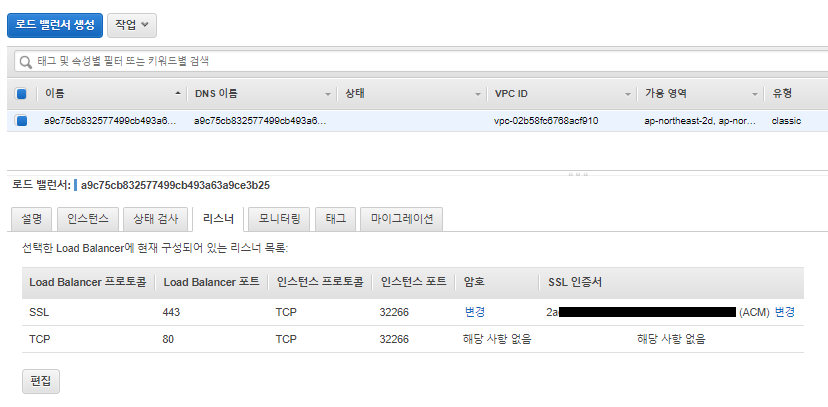 로드 밸런서 생성 작업
태그 및 속성별 필터 또는 키워드별 검색
이름 DNS 이름 상태 VPC ID 가용 영역 유형
a9c75cb832577499cb493a6... a9c75cb832577499cb493a6... vpc-02b58fc6768acf910 ap-northeast-2d, ap-nor... classic
로드 밸런서: a9c75cb832577499cb493a63a9ce3b25
설명 인스턴스 상태 검사 리스너 모니터링 태그 마이그레이션
선택한 Load Balancer에 현재 구성되어 있는 리스너 목록:
Load Balancer 프로토콜 Load Balancer 포트 인스턴스 프로토콜 인스턴스 포트 암호 SSL 인증서
SSL 443 TCP 32266 변경 2a (ACM) 변경
TCP 80 TCP 32266 해당 사항 없음 해당 사항 없음
편집